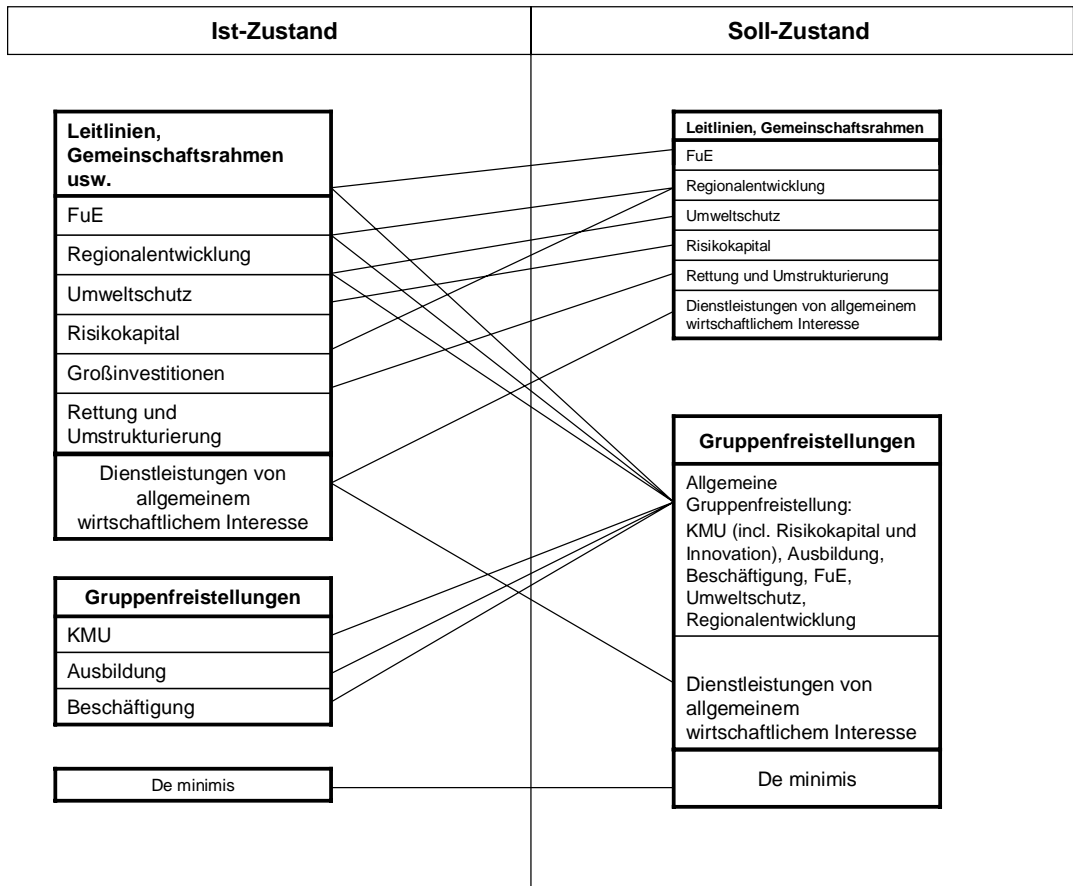 Ist-Zustand
Soll-Zustand
Leitlinien,
Gemeinschaftsrahmen
usw.
FuE
Regionalentwicklung
Umweltschutz
Risikokapital
Großinvestitionen
Rettung und
Umstrukturierung
Dienstleistungen von
allgemeinem
wirtschaftlichem Interesse
Gruppenfreistellungen
KMU
Ausbildung
Beschäftigung
De minimis
Leitlinien, Gemeinschaftsrahmen
FuE
Regionalentwicklung
Umweltschutz
Risikokapital
Rettung und Umstrukturierung
Dienstleistungen von allgemeinem
wirtschaftlichem Interesse
Gruppenfreistellungen
Allgemeine
Gruppenfreistellung:
KMU (incl. Risikokapital und
Innovation), Ausbildung,
Beschäftigung, FuE,
Umweltschutz,
Regionalentwicklung
Dienstleistungen von
allgemeinem
wirtschaftlichem Interesse
De minimis